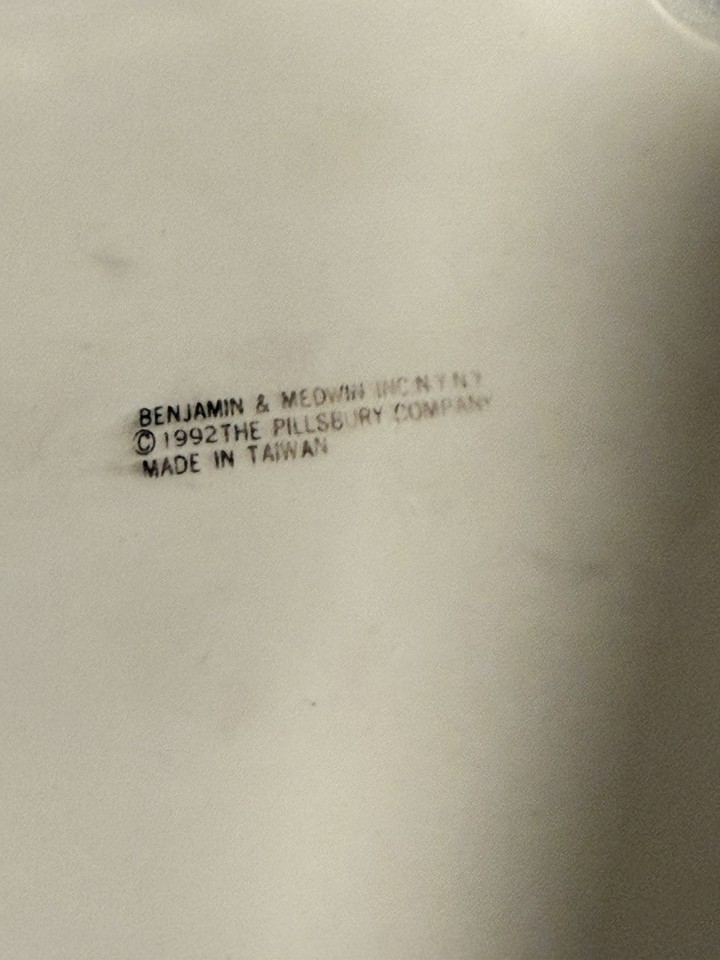 BENJAMIN & MEDWIN INC N Y N Y
© 1992 THE PILLSBURY COMPANY
MADE IN TAIWAN